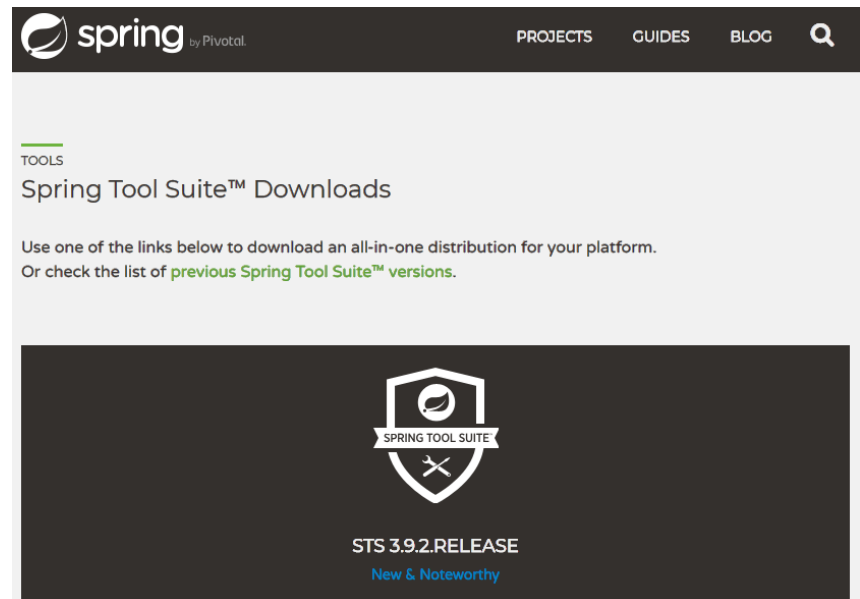 spring by Pivotal.
PROJECTS GUIDES BLOG
TOOLS
Spring Tool Suite™ Downloads
Use one of the links below to download an all-in-one distribution for your platform.
Or check the list of previous Spring Tool Suite™ versions.
SPRING TOOL SUITE™
STS 3.9.2.RELEASE
New & Noteworthy